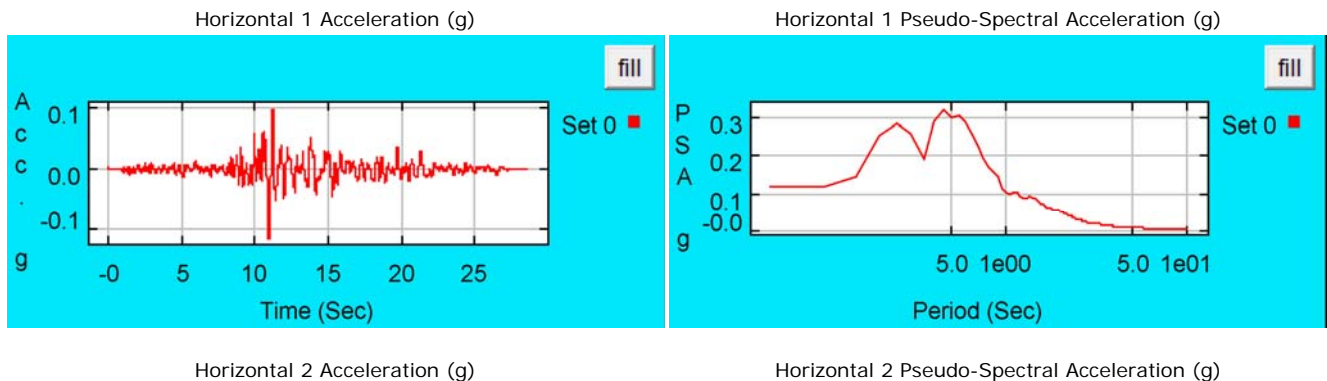 Horizontal 1 Acceleration (g)
fill
A
c
c
.
g
0.1
0.0
-0.1
Set 0
-0 5 10 15 20 25
Time (Sec)
Horizontal 1 Pseudo-Spectral Acceleration (g)
fill
P
S
A
g
0.3
0.2
0.1
-0.0
Set 0
5.0 1e00 5.0 1e01
Period (Sec)
Horizontal 2 Acceleration (g)
Horizontal 2 Pseudo-Spectral Acceleration (g)